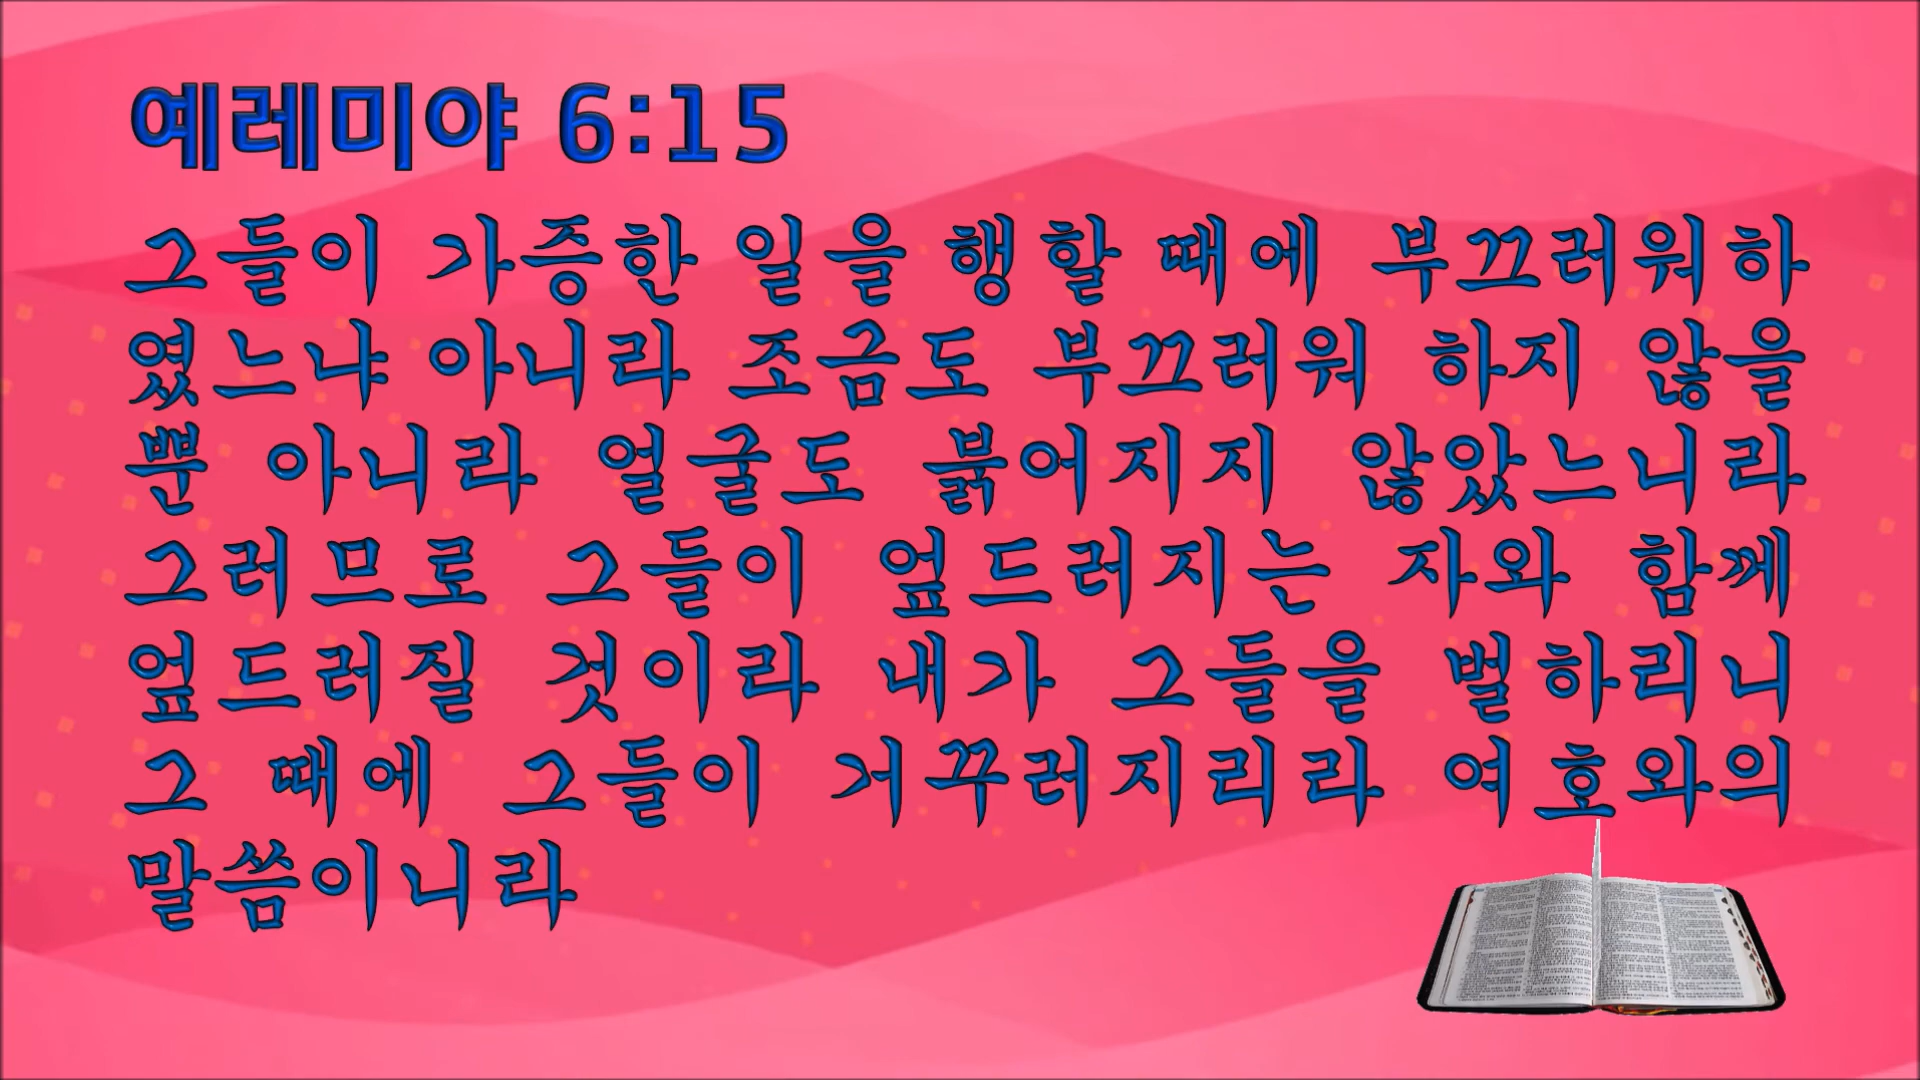 예레미야 6:15
그들이 가증한 일을 행할 때에 부끄러워하
였느냐 아니라 조금도 부끄러워 하지 않을
뿐 아니라 얼굴도 붉어지지 않았느니라
그러므로 그들이 엎드러지는 자와 함께
엎드러질 것이라 내가 그들을 벌하리니
그 때에 그들이 거꾸러지리라 여호와의
말씀이니라